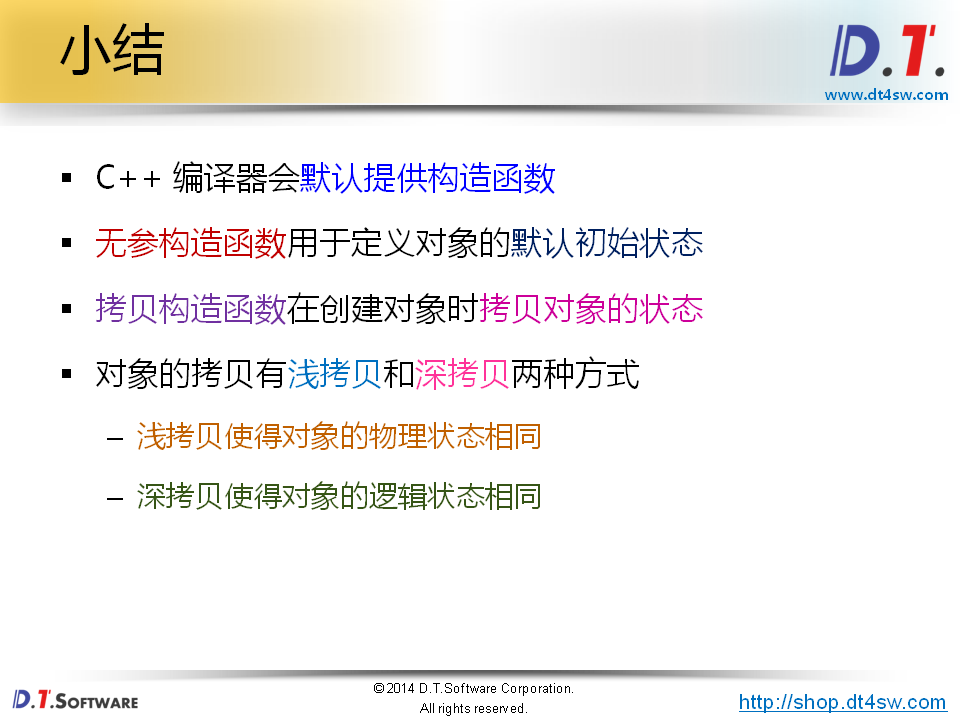 小结
D.T.
www.dt4sw.com
▪ C++ 编译器会默认提供构造函数
▪ 无参构造函数用于定义对象的默认初始状态
▪ 拷贝构造函数在创建对象时拷贝对象的状态
▪ 对象的拷贝有浅拷贝和深拷贝两种方式
– 浅拷贝使得对象的物理状态相同
– 深拷贝使得对象的逻辑状态相同
D.T.SOFTWARE
©2014 D.T.Software Corporation.
All rights reserved.
http://shop.dt4sw.com